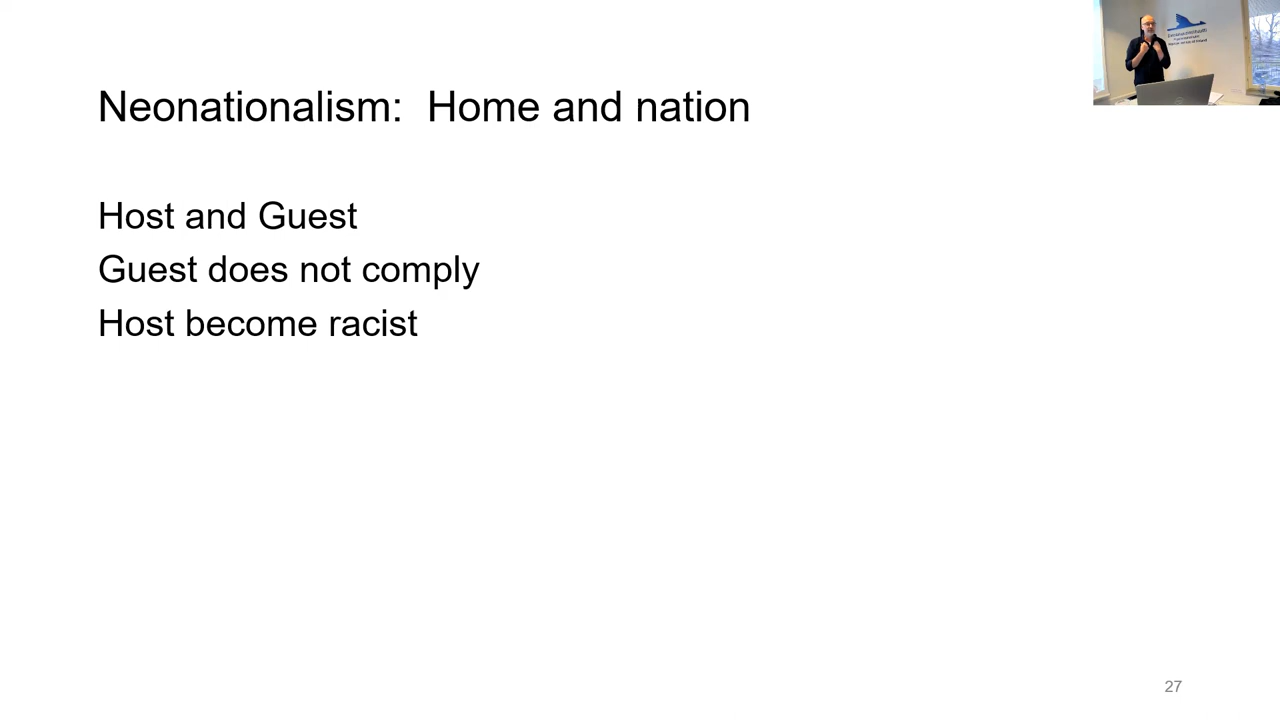 Neonationalism: Home and nation
Host and Guest
Guest does not comply
Host become racist
27